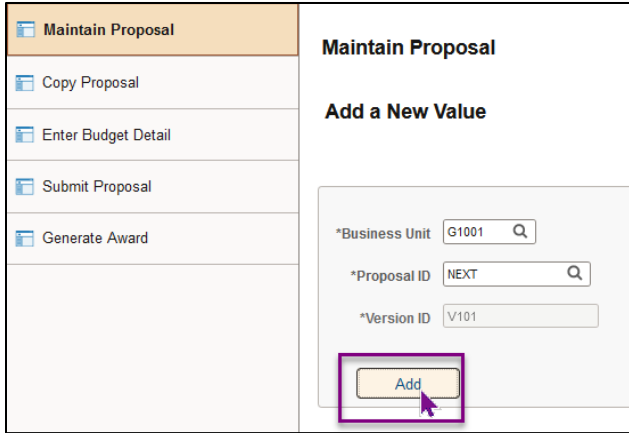 Maintain Proposal
Copy Proposal
Enter Budget Detail
Submit Proposal
Generate Award
Maintain Proposal
Add a New Value
*Business Unit G1001
*Proposal ID NEXT
*Version ID V101
Add